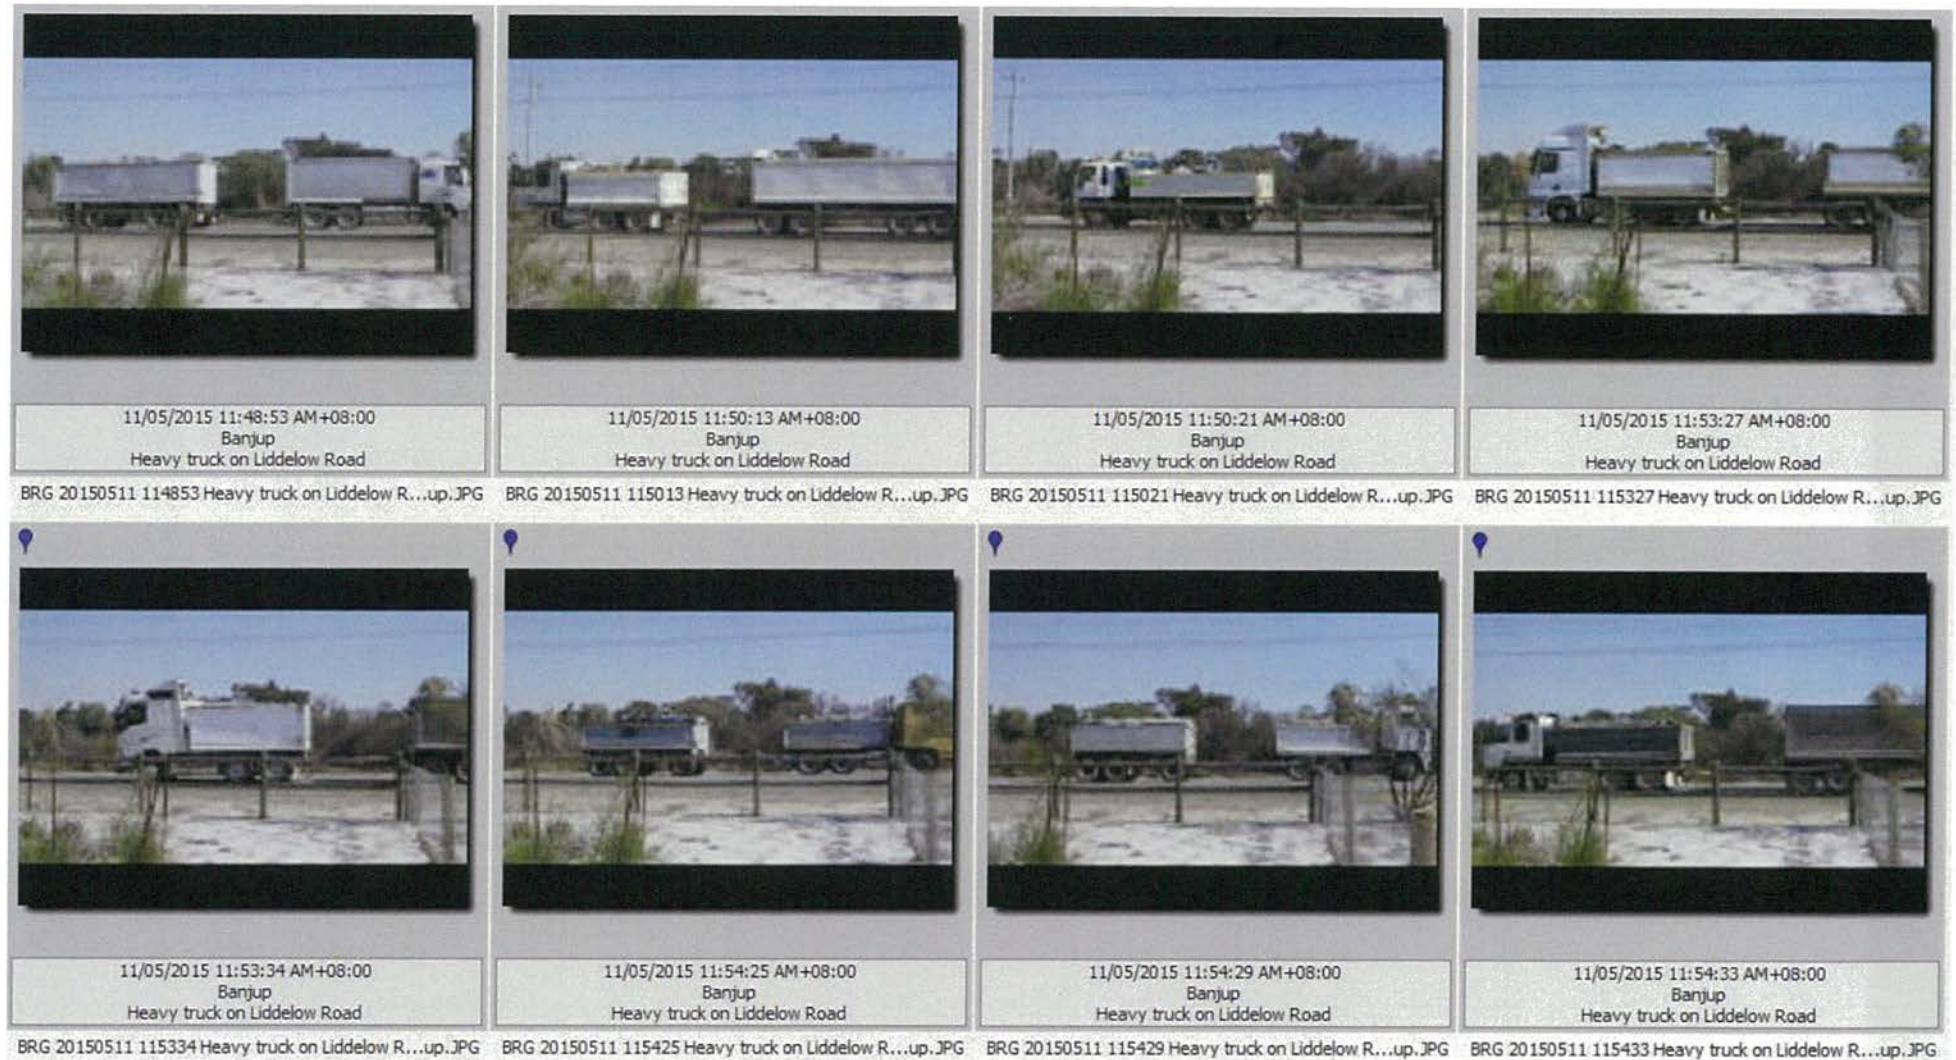 11/05/2015 11:48:53 AM+08:00
Banjup
Heavy truck on Liddelow Road
BRG 20150511 114853 Heavy truck on Liddelow R...up.JPG
11/05/2015 11:50:13 AM+08:00
Banjup
Heavy truck on Liddelow Road
BRG 20150511 115013 Heavy truck on Liddelow R...up.JPG
11/05/2015 11:50:21 AM+08:00
Banjup
Heavy truck on Liddelow Road
BRG 20150511 115021 Heavy truck on Liddelow R...up.JPG
11/05/2015 11:53:27 AM+08:00
Banjup
Heavy truck on Liddelow Road
BRG 20150511 115327 Heavy truck on Liddelow R...up.JPG
11/05/2015 11:53:34 AM+08:00
Banjup
Heavy truck on Liddelow Road
BRG 20150511 115334 Heavy truck on Liddelow R...up.JPG
11/05/2015 11:54:25 AM+08:00
Banjup
Heavy truck on Liddelow Road
BRG 20150511 115425 Heavy truck on Liddelow R...up.JPG
11/05/2015 11:54:29 AM+08:00
Banjup
Heavy truck on Liddelow Road
BRG 20150511 115429 Heavy truck on Liddelow R...up.JPG
11/05/2015 11:54:33 AM+08:00
Banjup
Heavy truck on Liddelow Road
BRG 20150511 115433 Heavy truck on Liddelow R...up.JPG